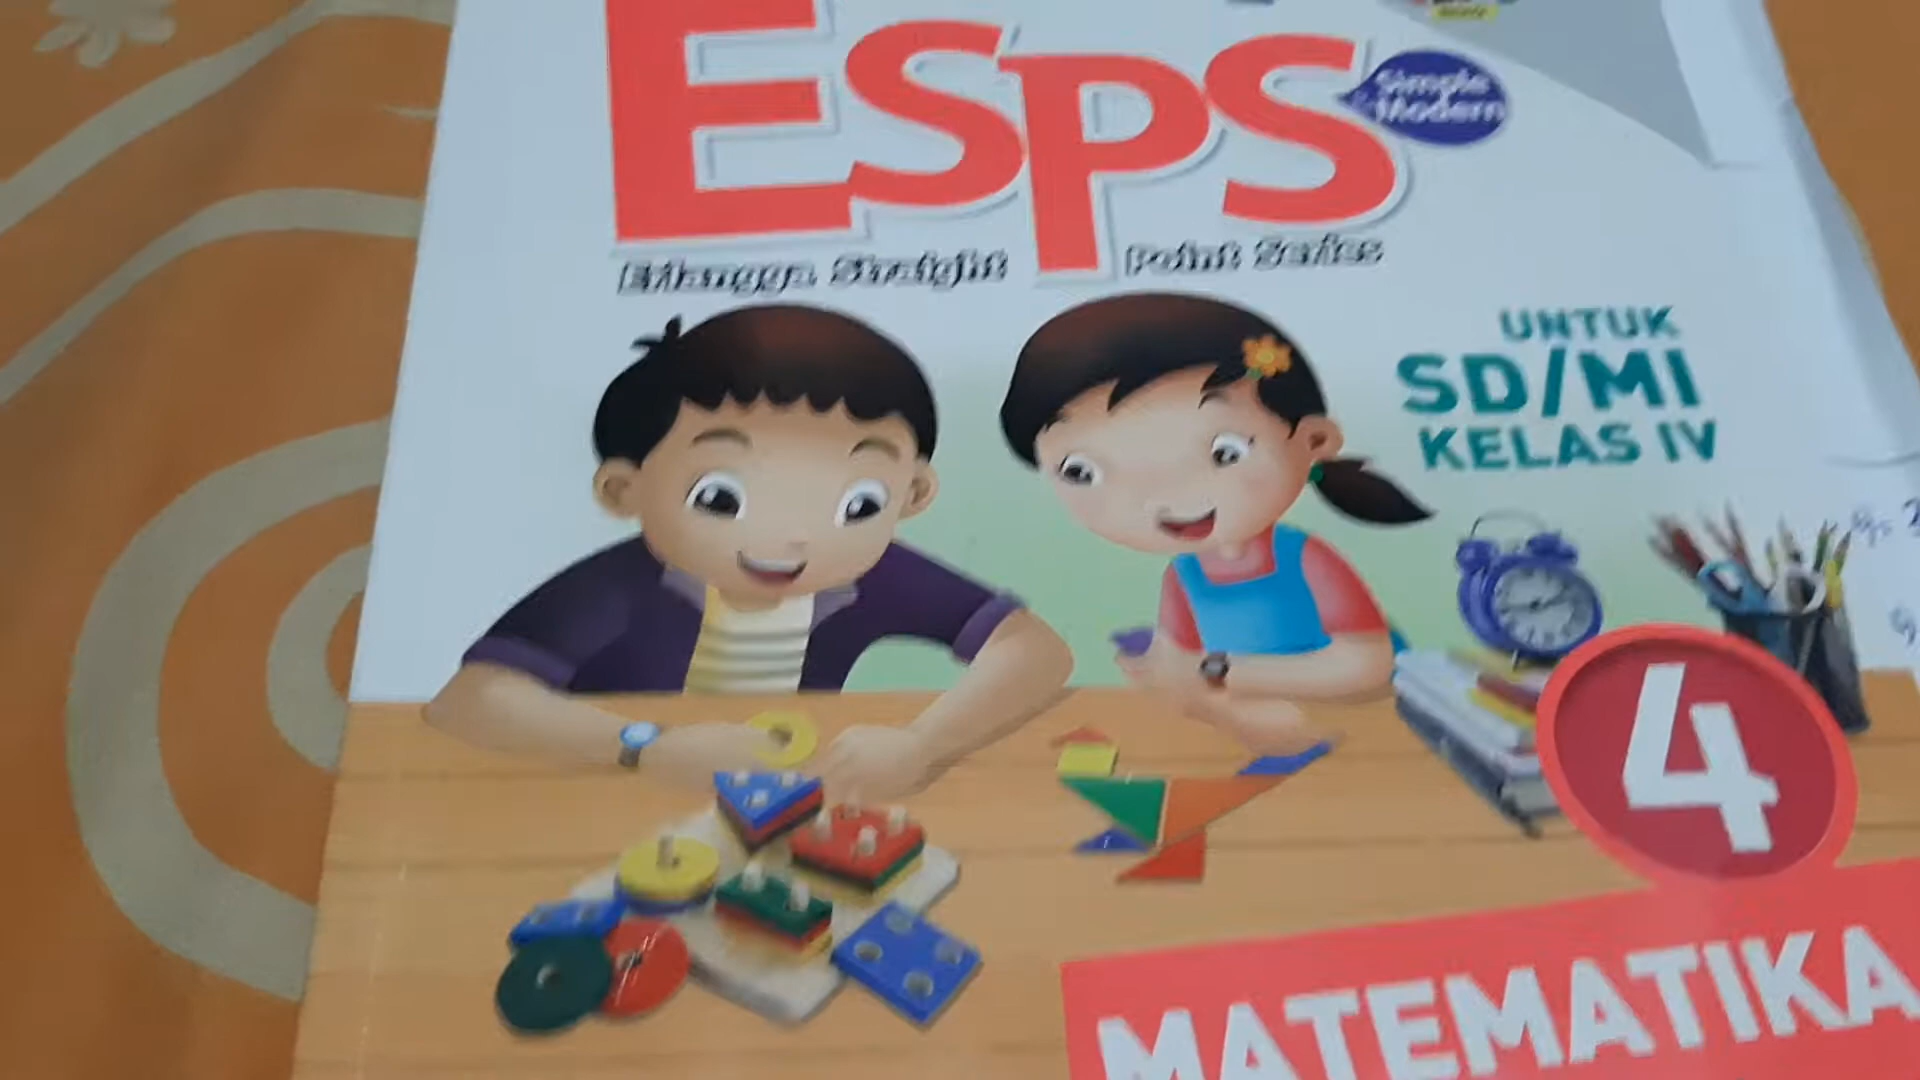 ESPS
Simple
Modern
Erlangga Straight Point Series
UNTUK
SD/MI
KELAS IV
4
MATEMATIKA